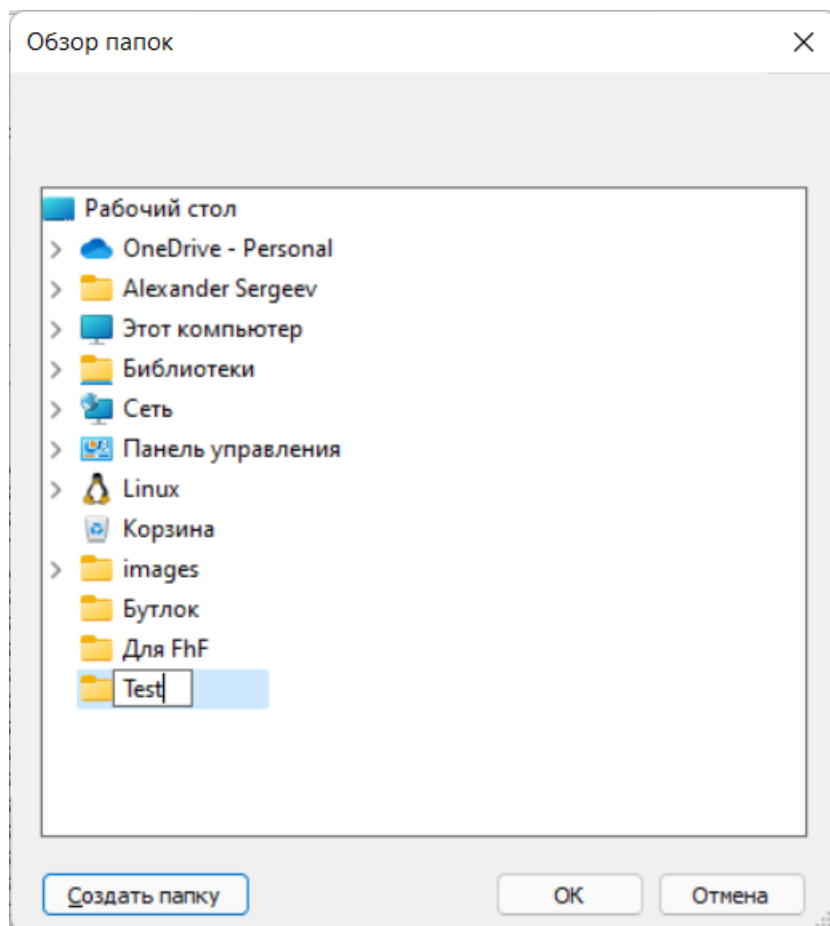 Обзор папок
Рабочий стол
OneDrive - Personal
Alexander Sergeev
Этот компьютер
Библиотеки
Сеть
Панель управления
Linux
Корзина
images
Бутлок
Для FhF
Test
Создать папку
ОК
Отмена